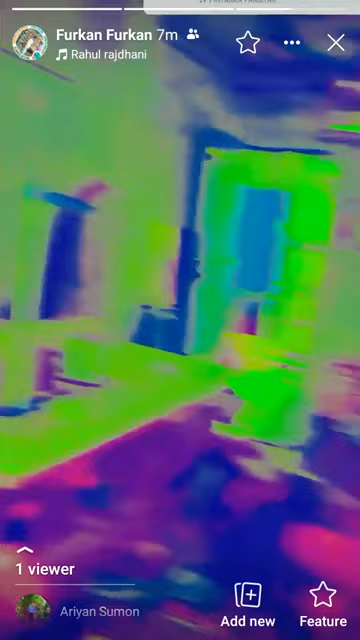 Furkan Furkan 7m
Rahul rajdhani
1 viewer
Ariyan Sumon
Add new
Feature